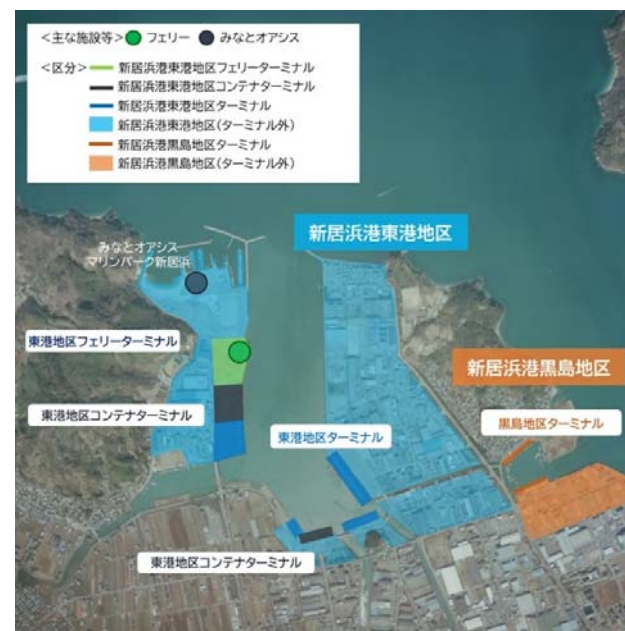 <主な施設等> フェリー みなとオアシス
<区分> 新居浜港東港地区フェリーターミナル
新居浜港東港地区コンテナターミナル
新居浜港東港地区ターミナル
新居浜港東港地区(ターミナル外)
新居浜港黒島地区ターミナル
新居浜港黒島地区(ターミナル外)
新居浜港東港地区
みなとオアシス
マリンパーク新居浜
東港地区フェリーターミナル
新居浜港黒島地区
東港地区コンテナターミナル
黒島地区ターミナル
東港地区ターミナル
東港地区コンテナターミナル